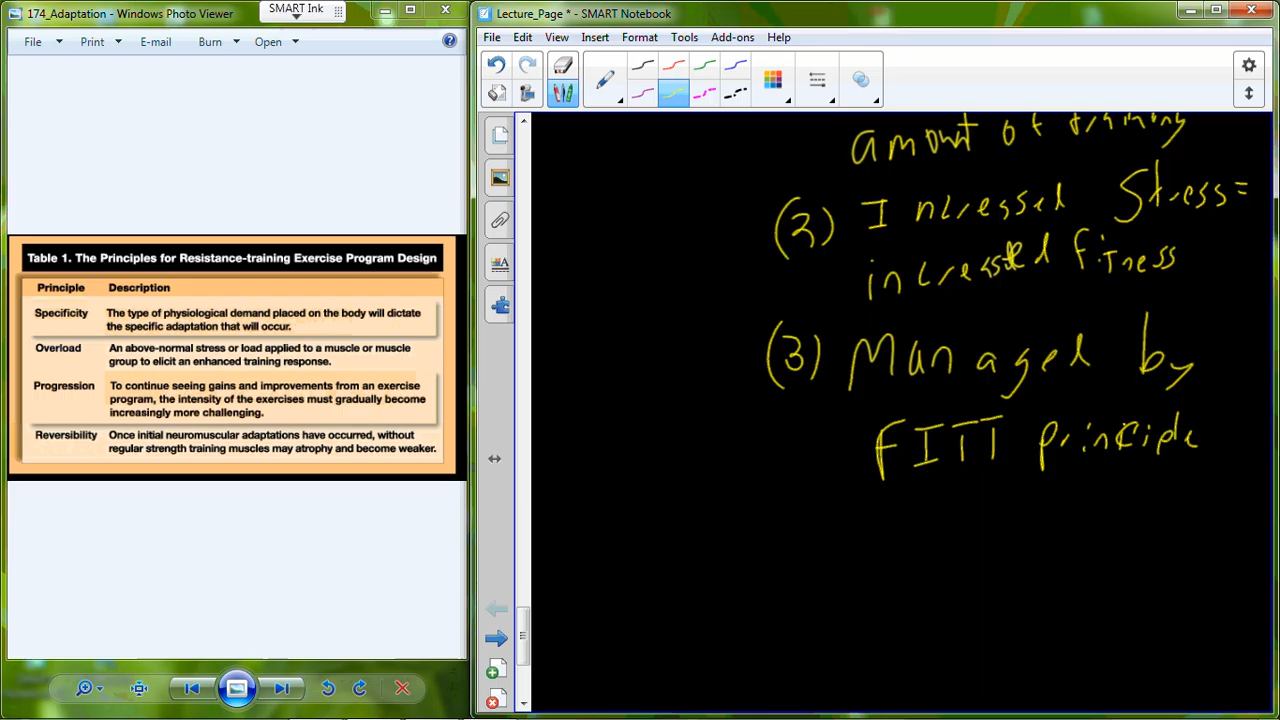 174_Adaptation - Windows Photo Viewer
SMART Ink
File Print E-mail Burn Open
Table 1. The Principles for Resistance-training Exercise Program Design
Principle Description
Specificity The type of physiological demand placed on the body will dictate
the specific adaptation that will occur.
Overload An above-normal stress or load applied to a muscle or muscle
group to elicit an enhanced training response.
Progression To continue seeing gains and improvements from an exercise
program, the intensity of the exercises must gradually become
increasingly more challenging.
Reversibility Once initial neuromuscular adaptations have occurred, without
regular strength training muscles may atrophy and become weaker.
Lecture_Page * - SMART Notebook
File Edit View Insert Format Tools Add-ons Help
amount of training
(2) Incressed Stress=
incressed fitness
(3) Managed by
FITT principle